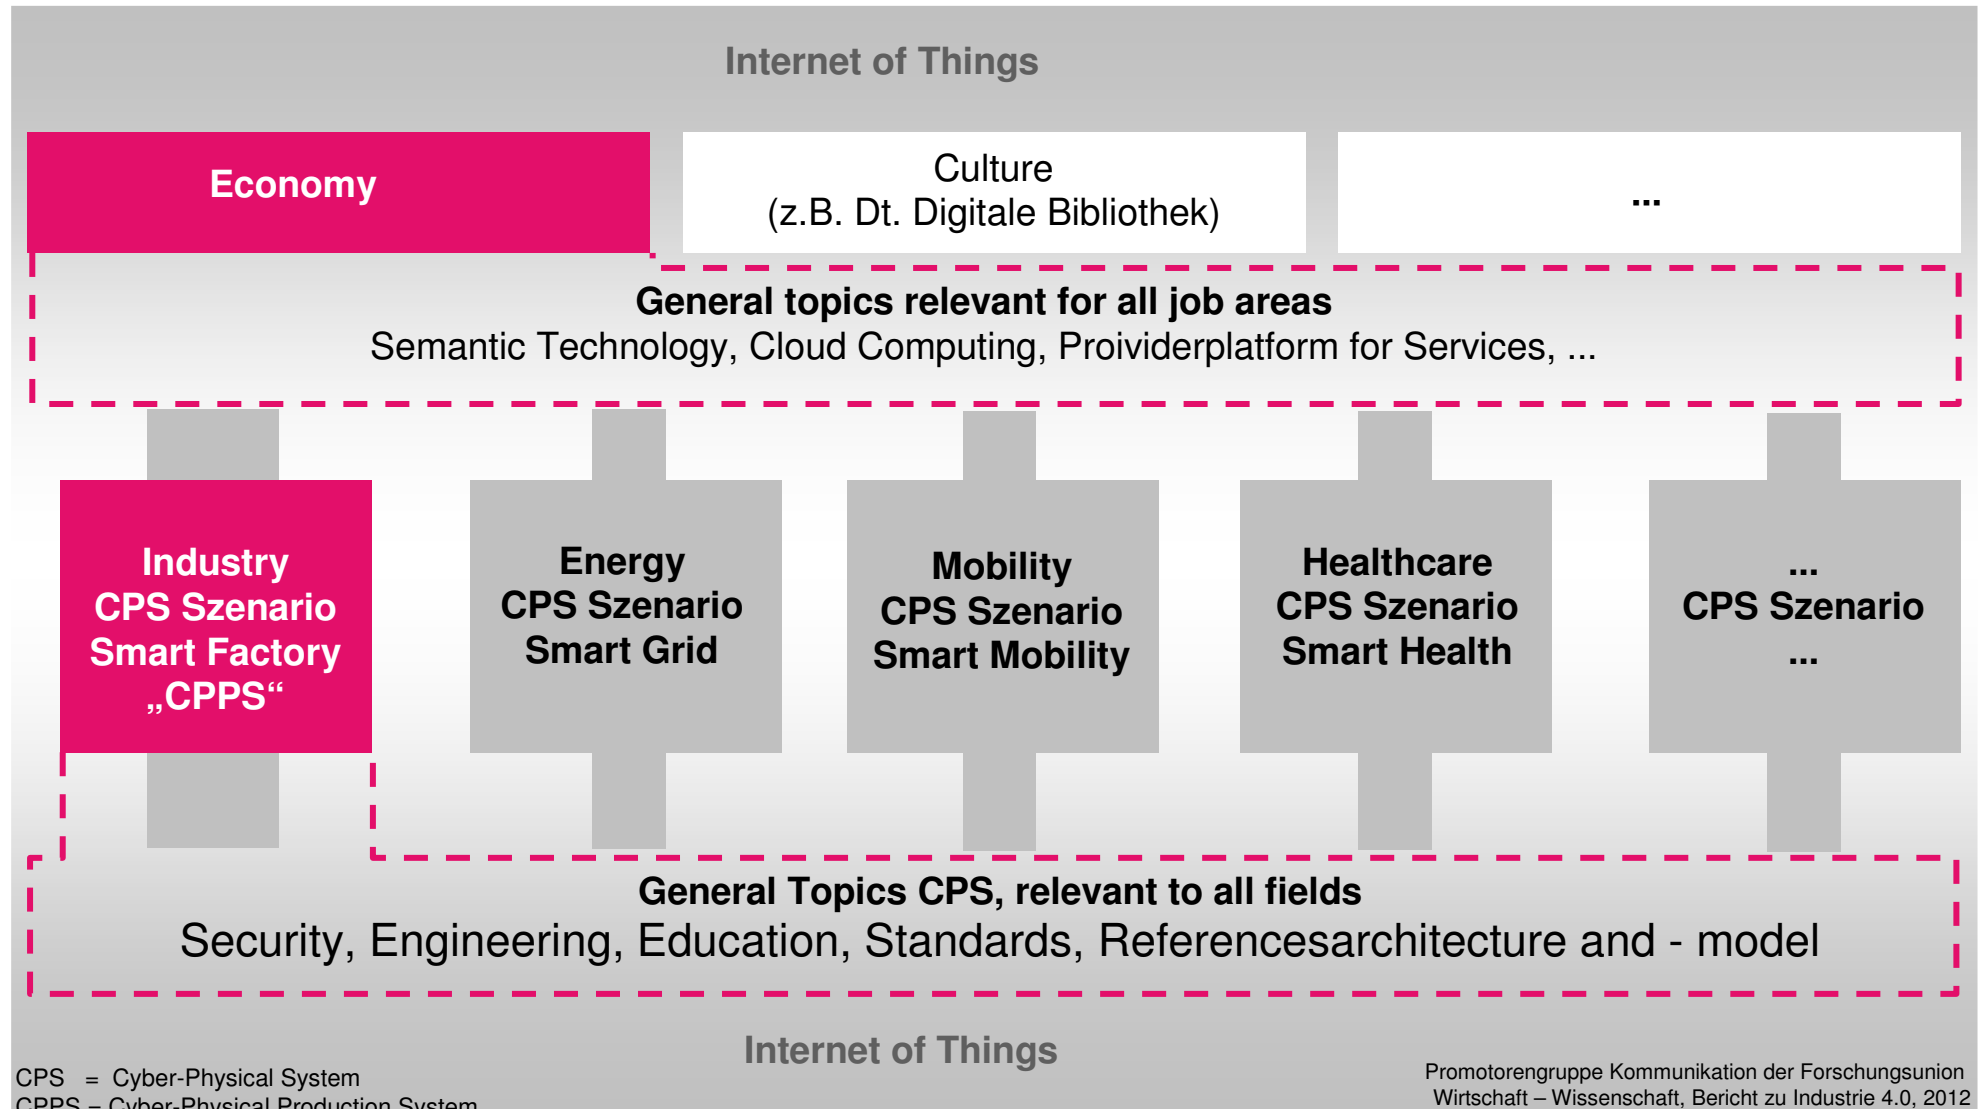 Internet of Things
Economy
Culture
(z.B. Dt. Digitale Bibliothek)
...
General topics relevant for all job areas
Semantic Technology, Cloud Computing, Proividerplatform for Services, ...
Industry
CPS Szenario
Smart Factory
„CPPS“
Energy
CPS Szenario
Smart Grid
Mobility
CPS Szenario
Smart Mobility
Healthcare
CPS Szenario
Smart Health
...
CPS Szenario
...
General Topics CPS, relevant to all fields
Security, Engineering, Education, Standards, Referencesarchitecture and - model
Internet of Things
CPS = Cyber-Physical System
CPPS = Cyber-Physical Production System
Promotorengruppe Kommunikation der Forschungsunion
Wirtschaft – Wissenschaft, Bericht zu Industrie 4.0, 2012